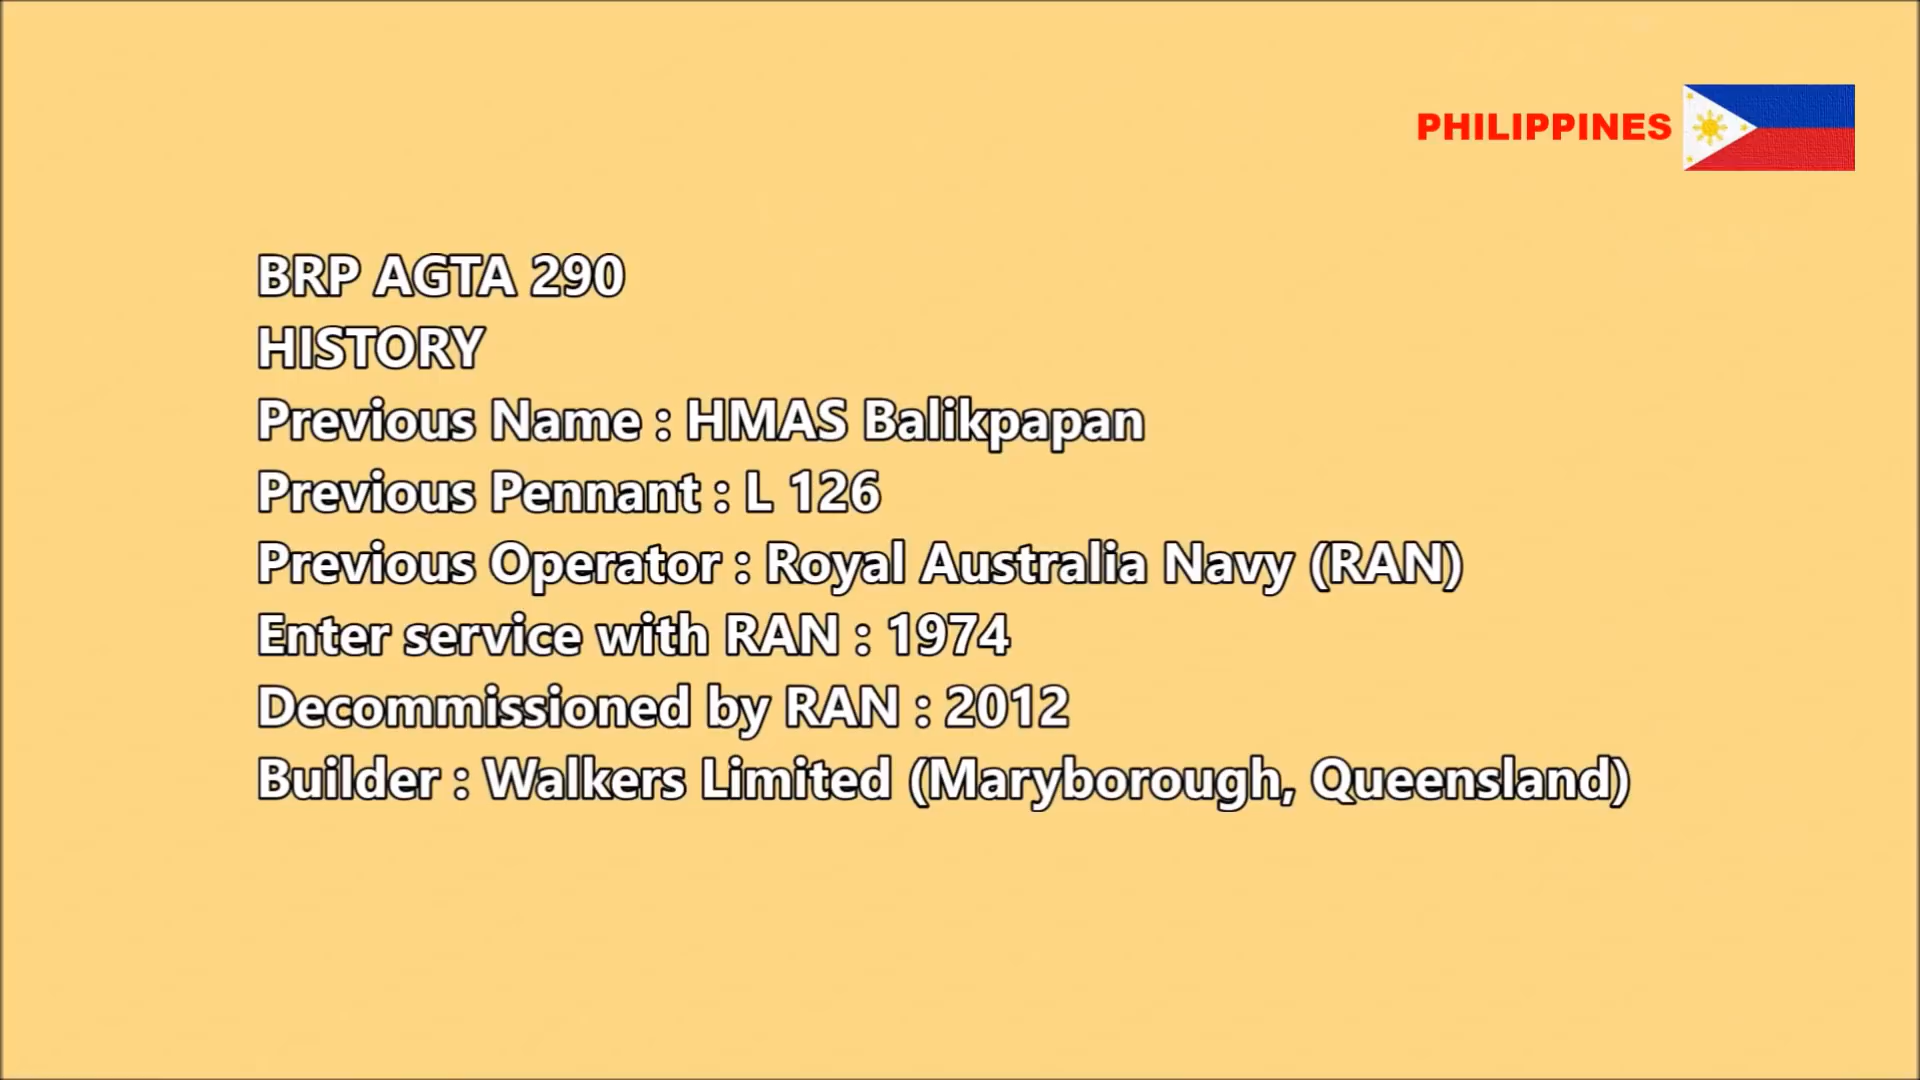 PHILIPPINES
BRP AGTA 290
HISTORY
Previous Name : HMAS Balikpapan
Previous Pennant : L 126
Previous Operator : Royal Australia Navy (RAN)
Enter service with RAN : 1974
Decommissioned by RAN : 2012
Builder : Walkers Limited (Maryborough, Queensland)